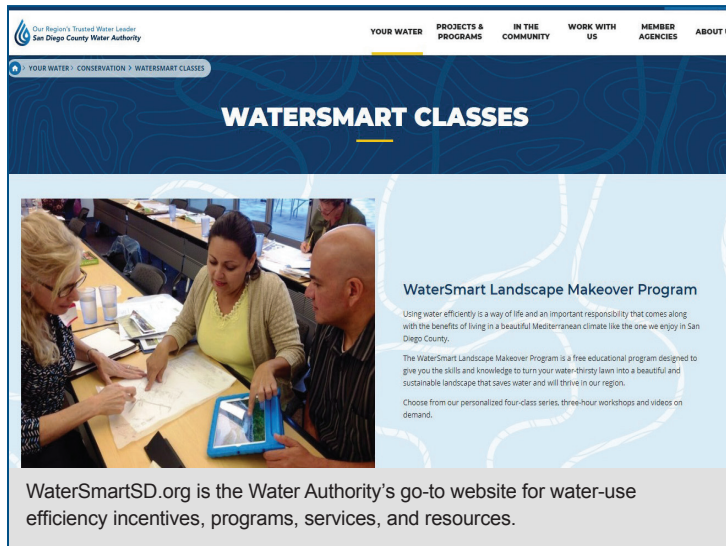 Our Region's Trusted Water Leader
San Diego County Water Authority
YOUR WATER
PROJECTS &
PROGRAMS
IN THE
COMMUNITY
WORK WITH
US
MEMBER
AGENCIES
ABOUT
YOUR WATER > CONSERVATION > WATERSMART CLASSES
WATERSMART CLASSES
WaterSmart Landscape Makeover Program
Using water efficiently is a way of life and an important responsibility that comes along
with the benefits of living in a beautiful Mediterranean climate like the one we enjoy in San
Diego County.
The WaterSmart Landscape Makeover Program is a free educational program designed to
give you the skills and knowledge to turn your water-thirsty lawn into a beautiful and
sustainable landscape that saves water and will thrive in our region.
Choose from our personalized four-class series, three-hour workshops and videos on
demand.
WaterSmartSD.org is the Water Authority's go-to website for water-use
efficiency incentives, programs, services, and resources.